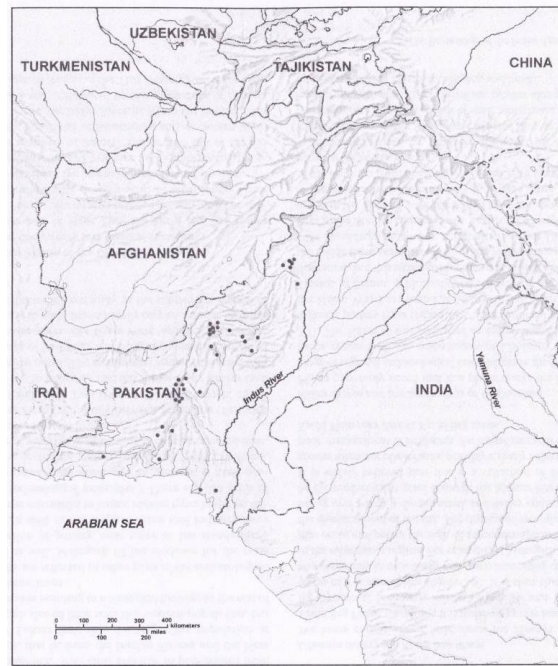 UZBEKISTAN
TURKMENISTAN
TAJIKISTAN
CHINA
AFGHANISTAN
IRAN
PAKISTAN
Indus River
INDIA
Yamuna River
ARABIAN SEA
0 100 200 300 400
kilometers
0 100 200
miles